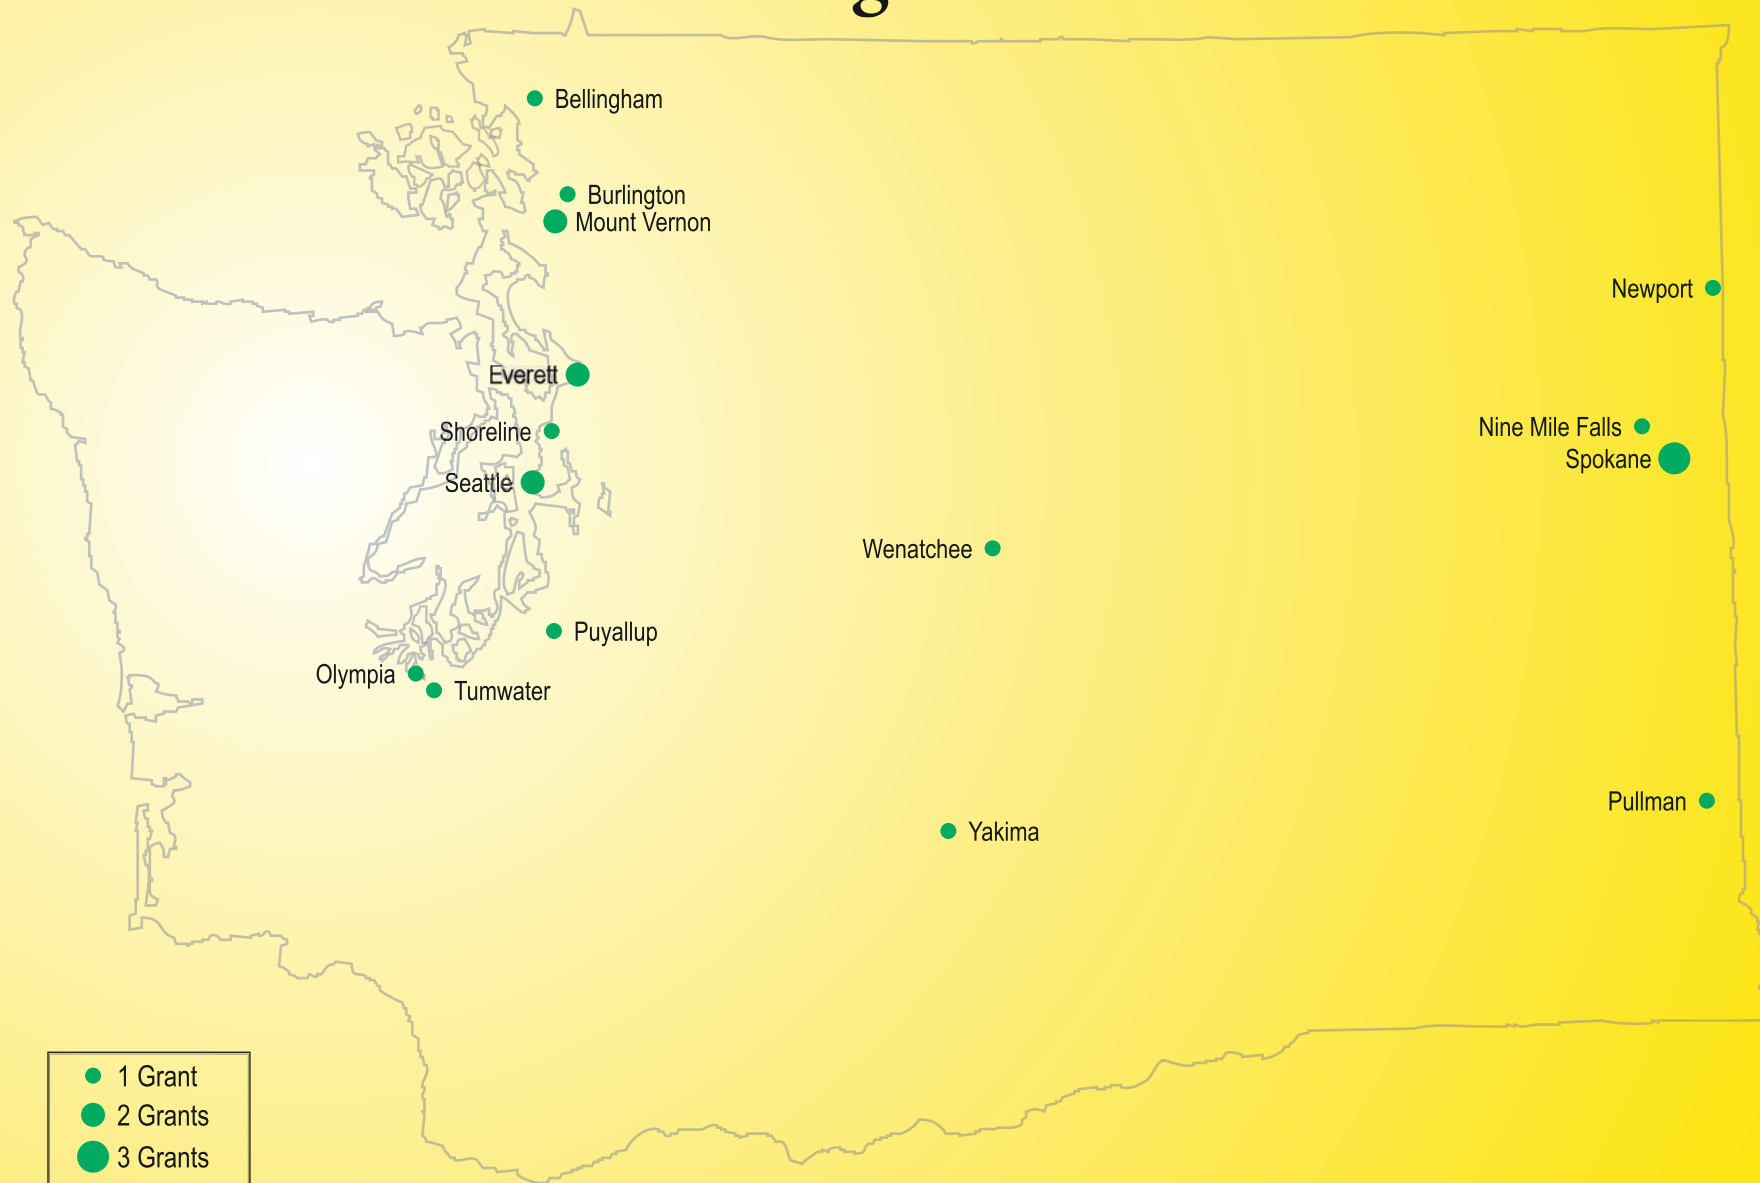 Bellingham
Burlington
Mount Vernon
Newport
Everett
Nine Mile Falls
Shoreline
Spokane
Seattle
Wenatchee
Puyallup
Olympia
Tumwater
Pullman
Yakima
1 Grant
2 Grants
3 Grants